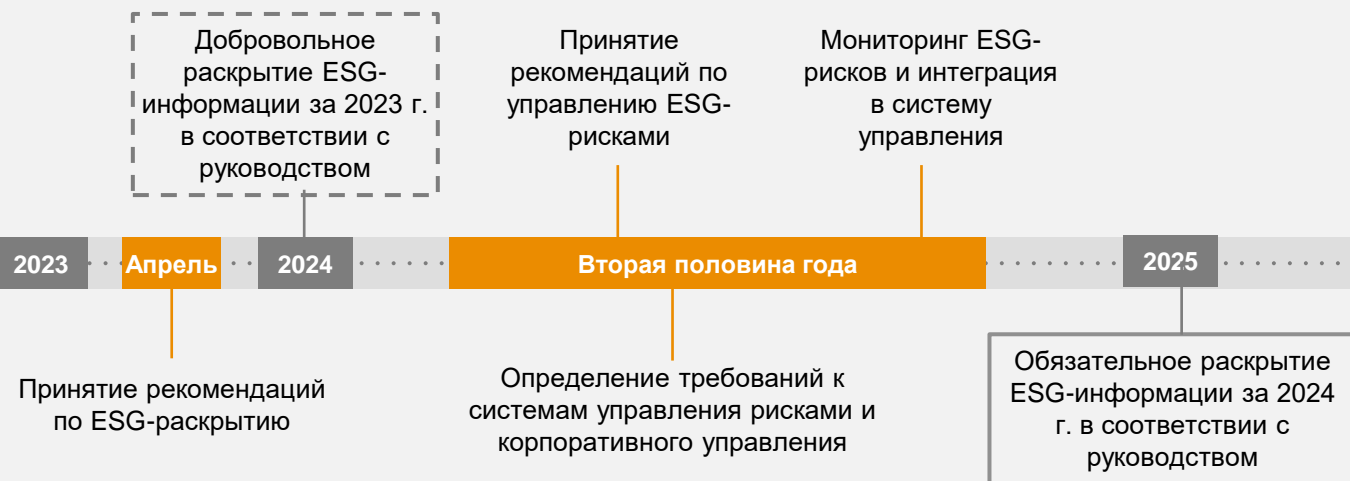 Добровольное
раскрытие ESG-
информации за 2023 г.
в соответствии с
руководством
Принятие
рекомендаций по
управлению ESG-
рисками
Мониторинг ESG-
рисков и интеграция
в систему
управления
2023
Апрель
2024
Вторая половина года
2025
Принятие рекомендаций
по ESG-раскрытию
Определение требований к
системам управления рисками и
корпоративного управления
Обязательное раскрытие
ESG-информации за 2024
г. в соответствии с
руководством